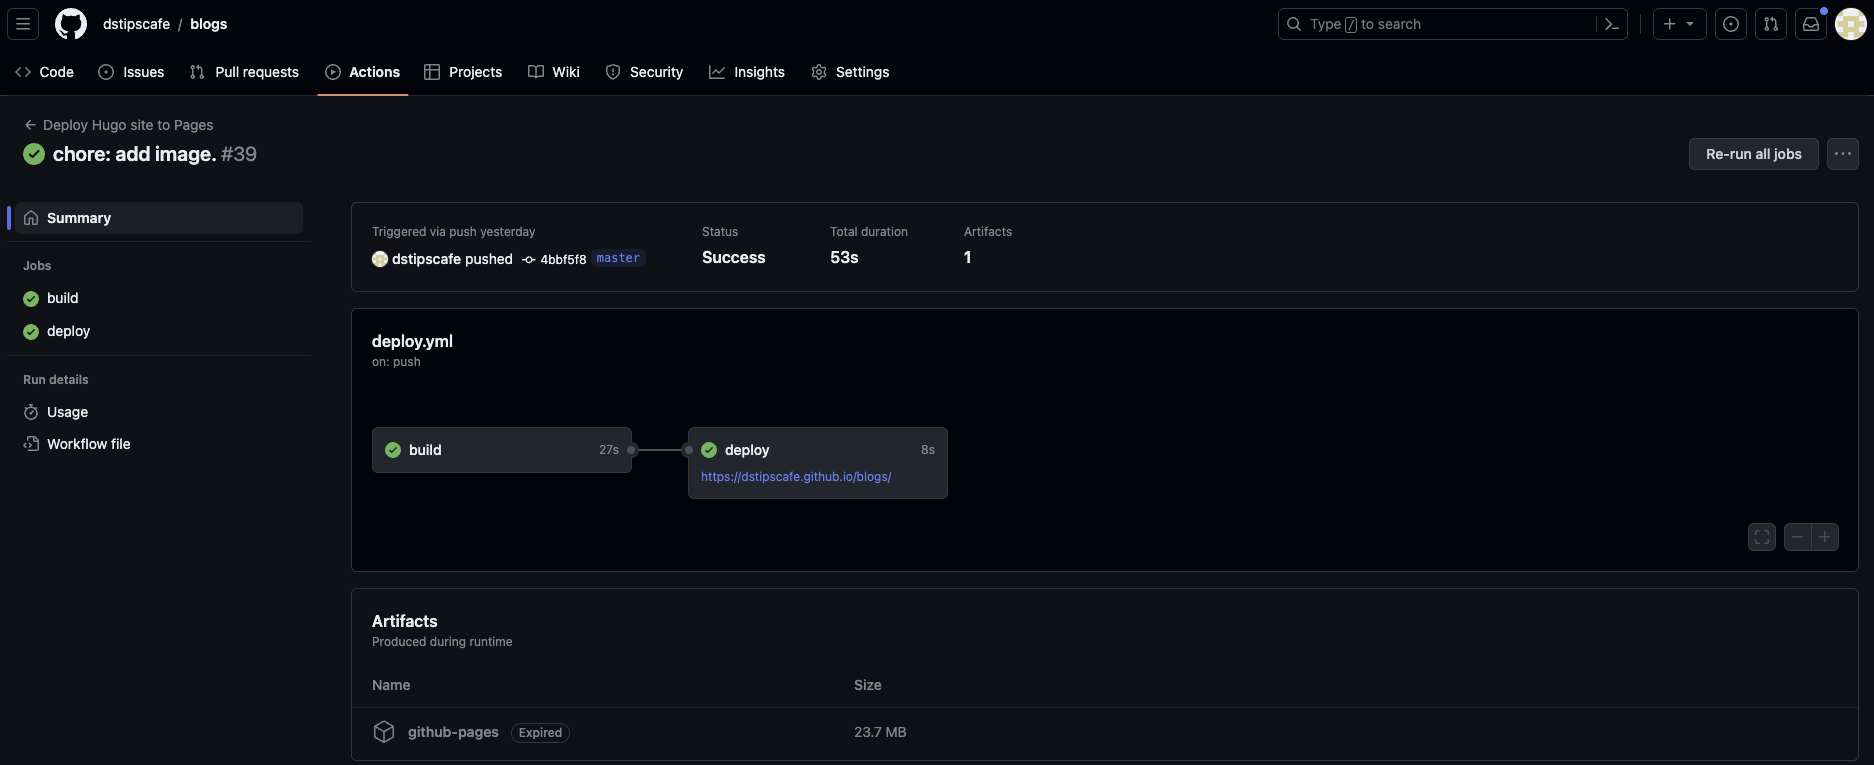 dstipscafe / blogs
Type / to search
Code Issues Pull requests Actions Projects Wiki Security Insights Settings
Deploy Hugo site to Pages
chore: add image. #39
Re-run all jobs
Summary
Jobs
build
deploy
Run details
Usage
Workflow file
Triggered via push yesterday
dstipscafe pushed 4bbf5f8 master
Status
Success
Total duration
53s
Artifacts
1
deploy.yml
on: push
build 27s
deploy 8s
https://dstipscafe.github.io/blogs/
Artifacts
Produced during runtime
Name Size
github-pages Expired 23.7 MB